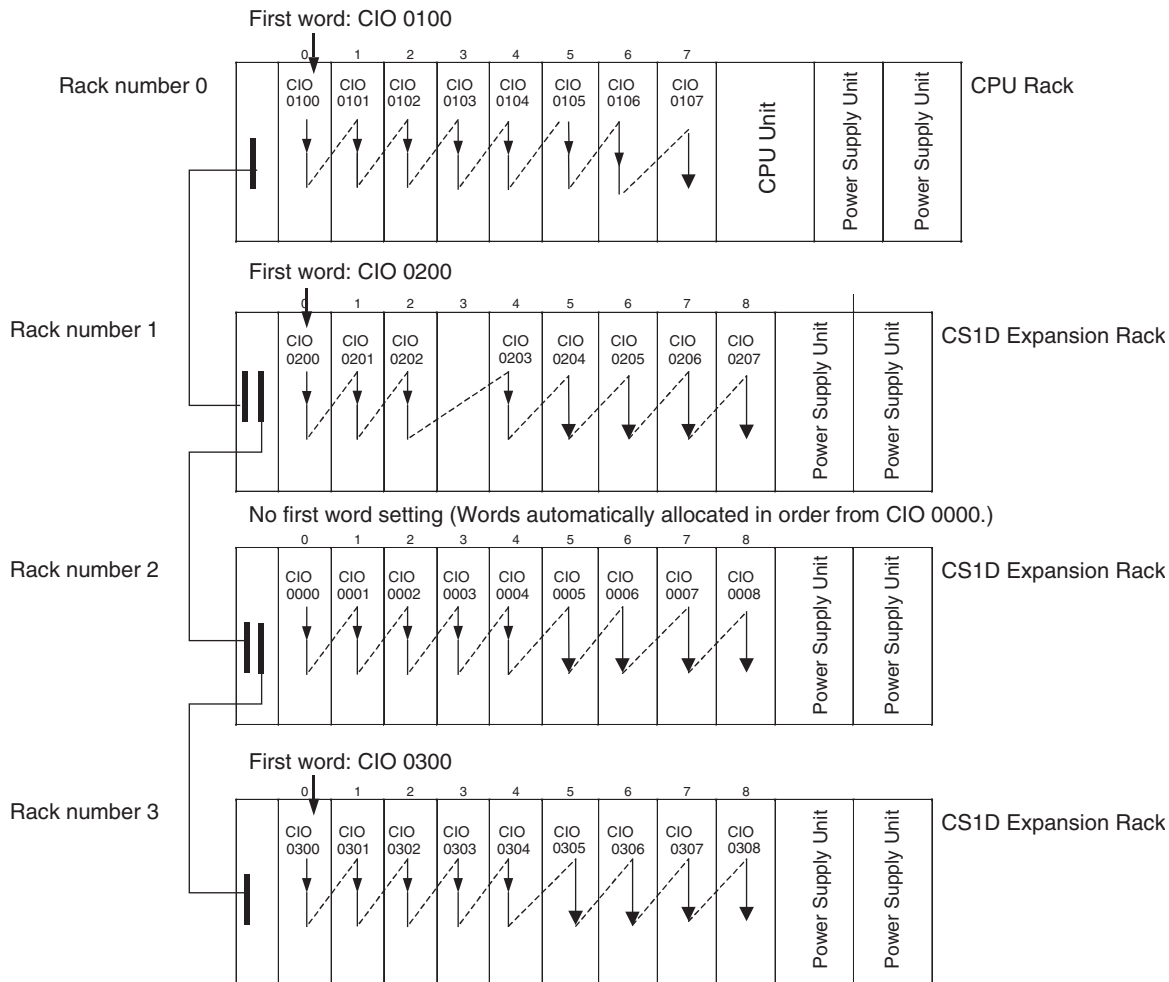 First word: CIO 0100
0 1 2 3 4 5 6 7
Rack number 0
CIO 0100 CIO 0101 CIO 0102 CIO 0103 CIO 0104 CIO 0105 CIO 0106 CIO 0107
CPU Unit
Power Supply Unit
Power Supply Unit
CPU Rack
First word: CIO 0200
0 1 2 3 4 5 6 7 8
Rack number 1
CIO 0200 CIO 0201 CIO 0202 CIO 0203 CIO 0204 CIO 0205 CIO 0206 CIO 0207
Power Supply Unit
Power Supply Unit
CS1D Expansion Rack
No first word setting (Words automatically allocated in order from CIO 0000.)
0 1 2 3 4 5 6 7 8
Rack number 2
CIO 0000 CIO 0001 CIO 0002 CIO 0003 CIO 0004 CIO 0005 CIO 0006 CIO 0007 CIO 0008
Power Supply Unit
Power Supply Unit
CS1D Expansion Rack
First word: CIO 0300
0 1 2 3 4 5 6 7 8
Rack number 3
CIO 0300 CIO 0301 CIO 0302 CIO 0303 CIO 0304 CIO 0305 CIO 0306 CIO 0307 CIO 0308
Power Supply Unit
Power Supply Unit
CS1D Expansion Rack